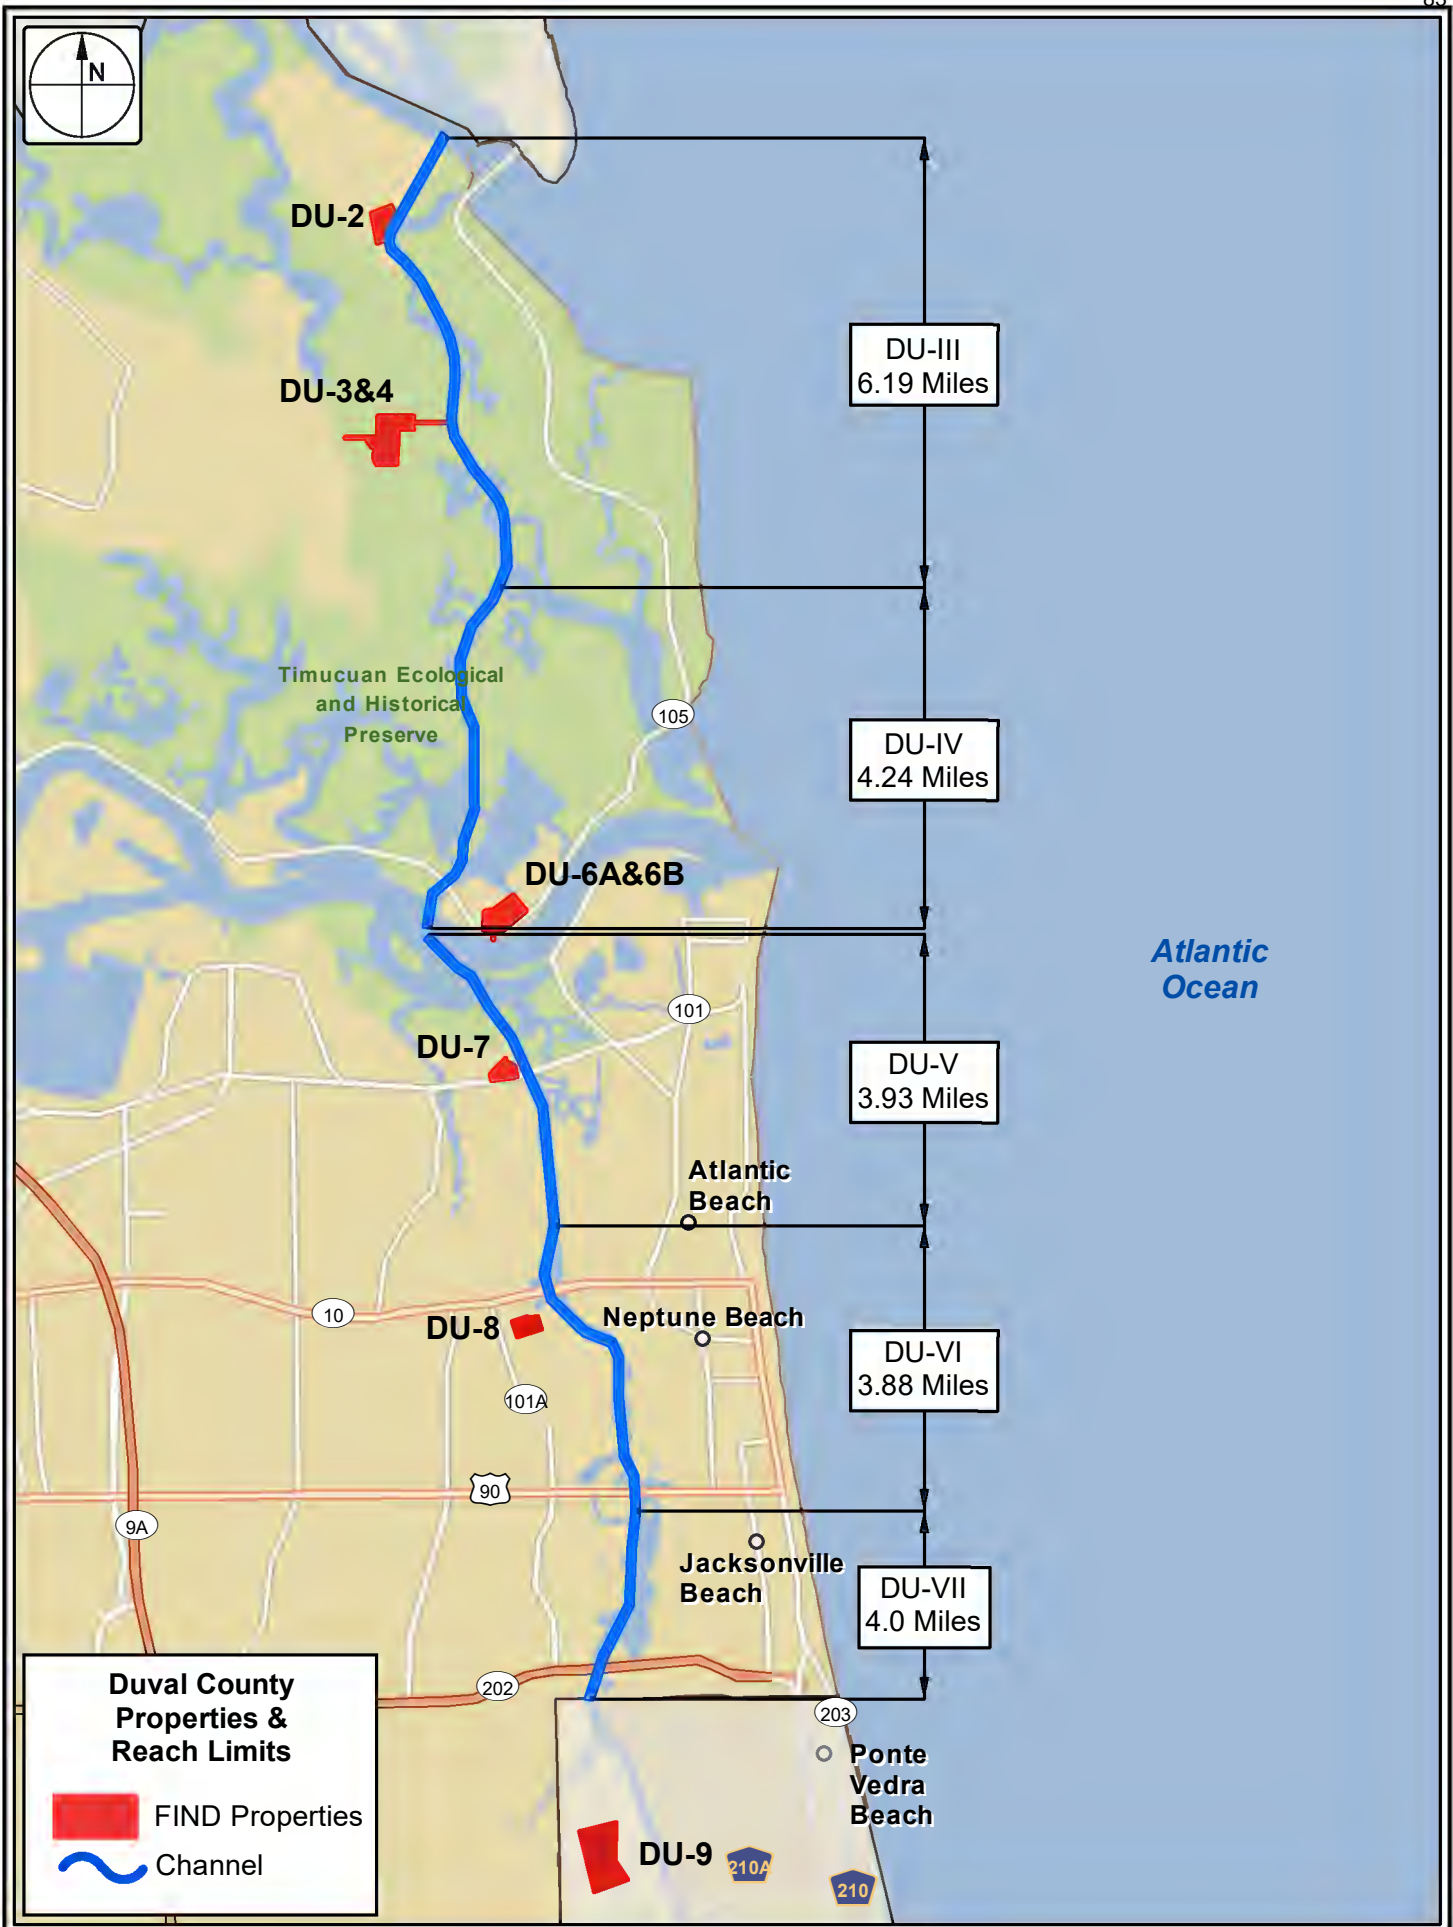 85
N
DU-2
DU-III
6.19 Miles
DU-3&4
Timucuan Ecological
and Historical
Preserve
105
DU-IV
4.24 Miles
DU-6A&6B
Atlantic
Ocean
101
DU-7
DU-V
3.93 Miles
Atlantic
Beach
10
DU-8
Neptune Beach
DU-VI
3.88 Miles
101A
90
9A
Jacksonville
Beach
DU-VII
4.0 Miles
202
203
Ponte
Vedra
Beach
DU-9
210A
210
Duval County
Properties &
Reach Limits
FIND Properties
Channel